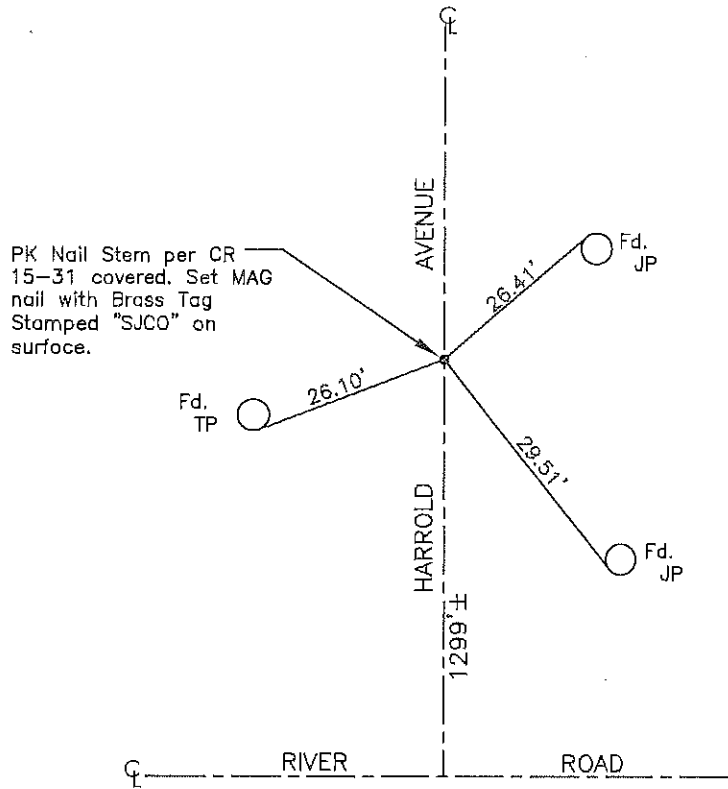 ℄
AVENUE
PK Nail Stem per CR
15-31 covered. Set MAG
nail with Brass Tag
Stamped "SJCO" on
surface.
Fd.
JP
26.41'
26.10'
Fd.
TP
29.51'
HARROLD
Fd.
JP
1299'±
℄
RIVER ROAD